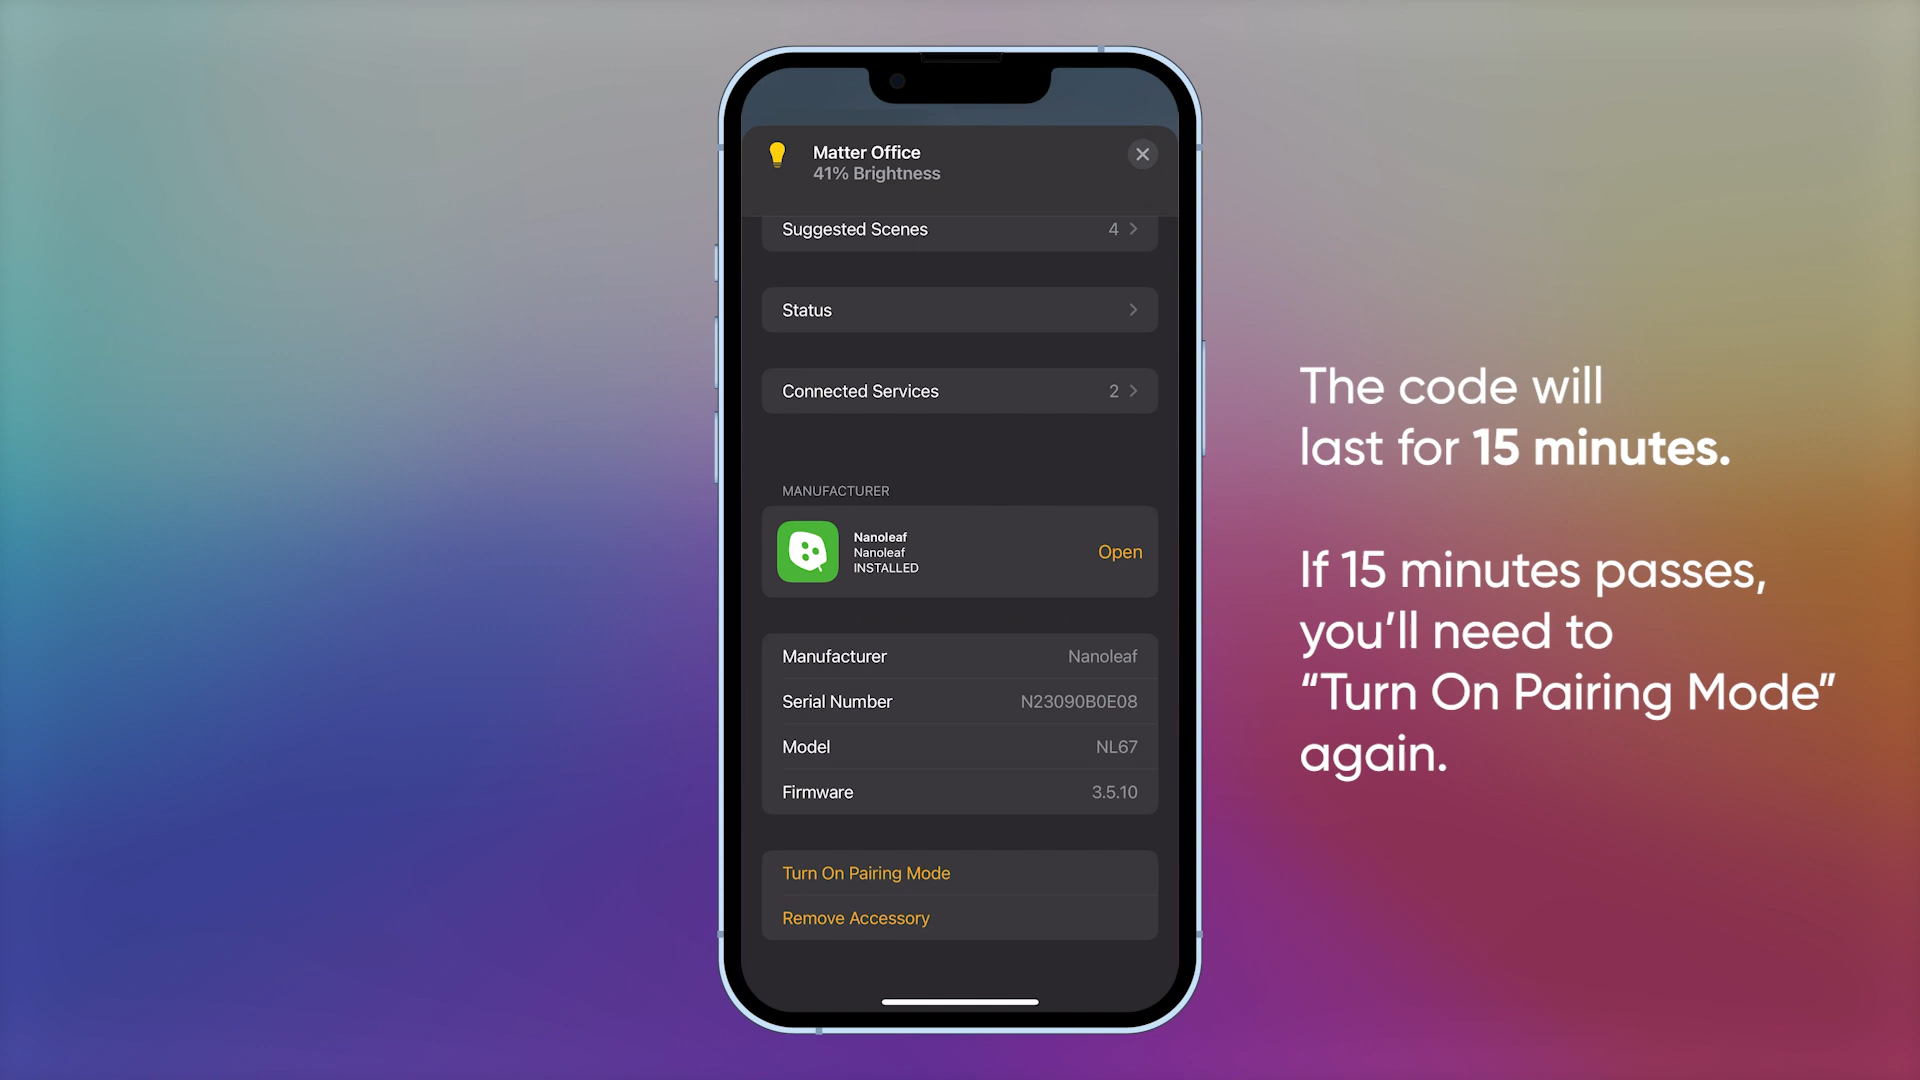 Matter Office
41% Brightness
Suggested Scenes 4
Status
Connected Services 2
MANUFACTURER
Nanoleaf
Nanoleaf
INSTALLED
Open
Manufacturer Nanoleaf
Serial Number N23090B0E08
Model NL67
Firmware 3.5.10
Turn On Pairing Mode
Remove Accessory
The code will
last for 15 minutes.
If 15 minutes passes,
you’ll need to
“Turn On Pairing Mode”
again.